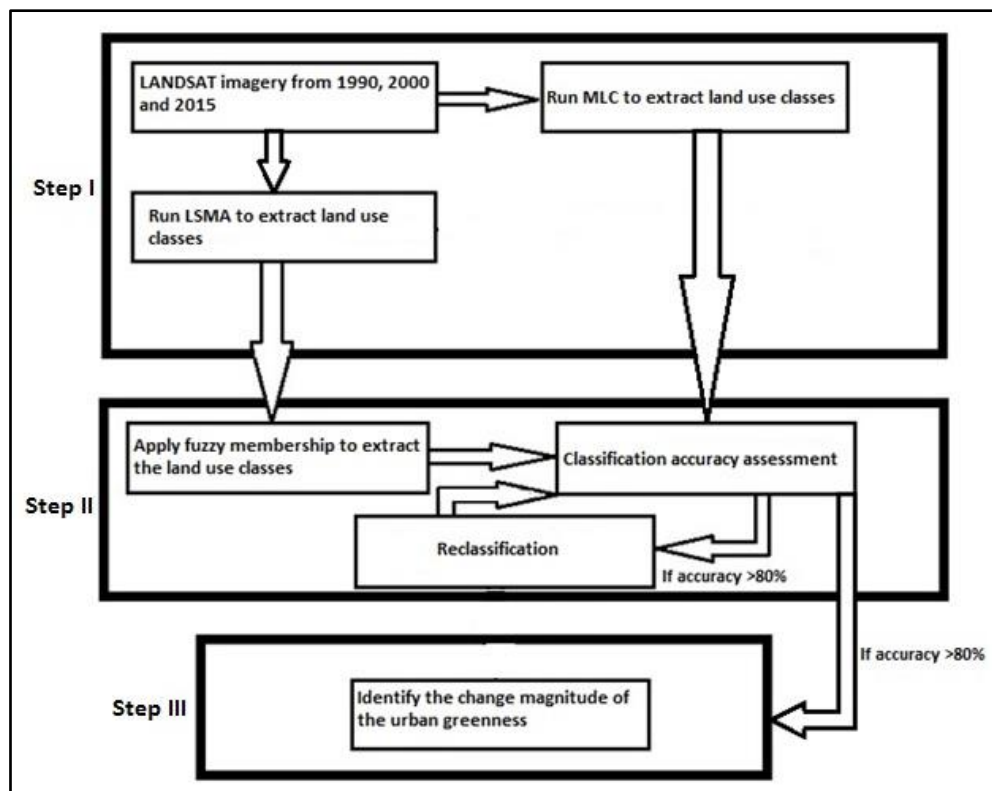 Step I
LANDSAT imagery from 1990, 2000
and 2015
Run MLC to extract land use classes
Run LSMA to extract land use
classes
Step II
Apply fuzzy membership to extract
the land use classes
Classification accuracy assessment
Reclassification
If accuracy >80%
If accuracy >80%
Step III
Identify the change magnitude of
the urban greenness